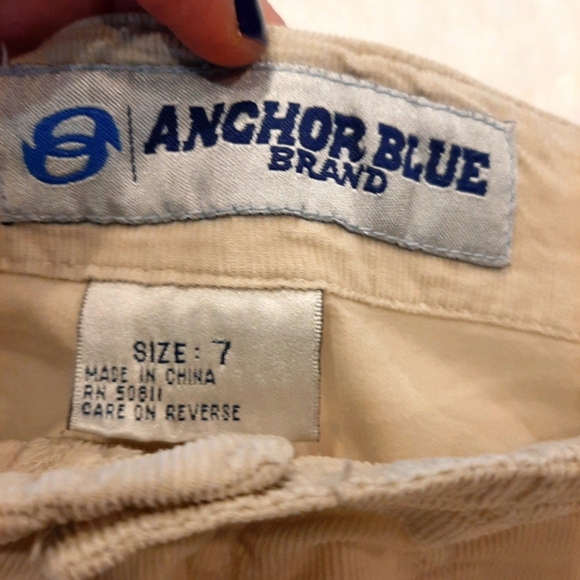 ANCHOR BLUE
BRAND
SIZE: 7
MADE IN CHINA
RN 50811
CARE ON REVERSE